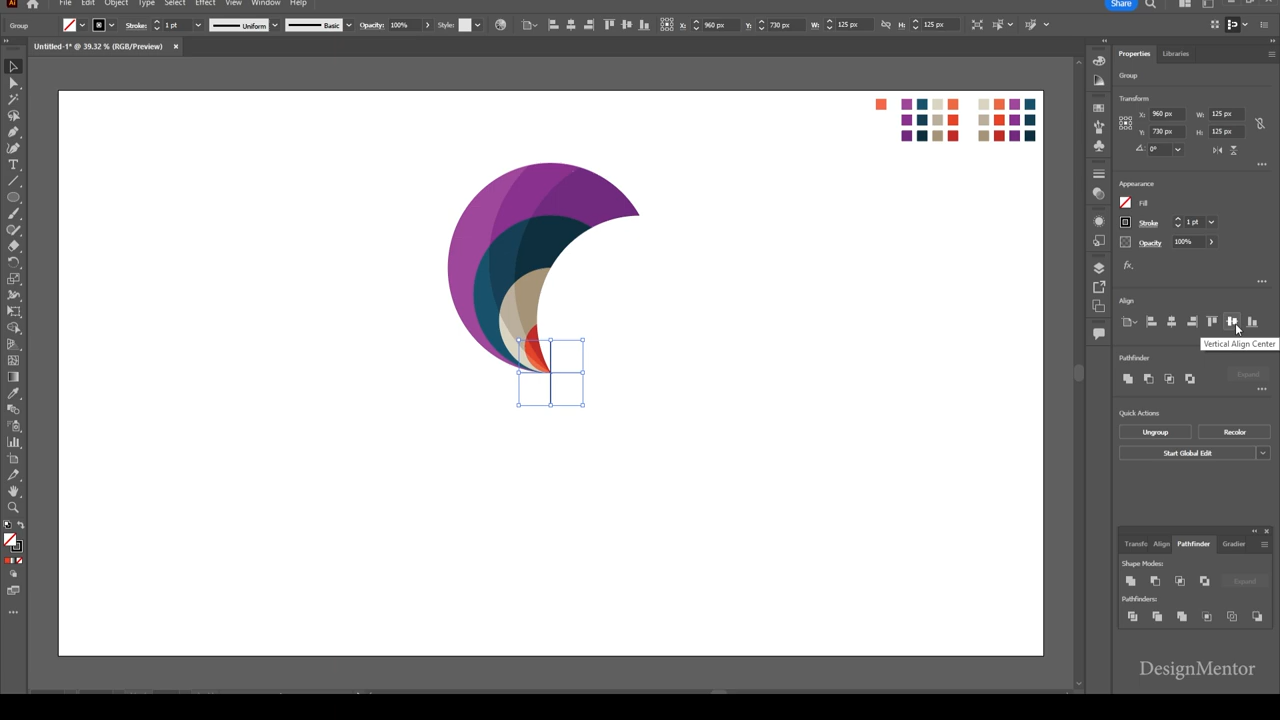 Ai File Edit Object Type Select Effect View Window Help Share
Group Stroke: 1 pt Uniform Basic Opacity: 100% Style: X: 960 px Y: 730 px W: 125 px H: 125 px
Untitled-1* @ 39.32 % (RGB/Preview) ×
Properties Libraries
Group
Transform
X: 960 px W: 125 px
Y: 730 px H: 125 px
0°
Appearance
Fill
Stroke 1 pt
Opacity 100%
fx.
Align
Vertical Align Center
Pathfinder
Expand
Quick Actions
Ungroup Recolor
Start Global Edit
Transfc Align Pathfinder Gradier
Shape Modes:
Expand
Pathfinders:
DesignMentor